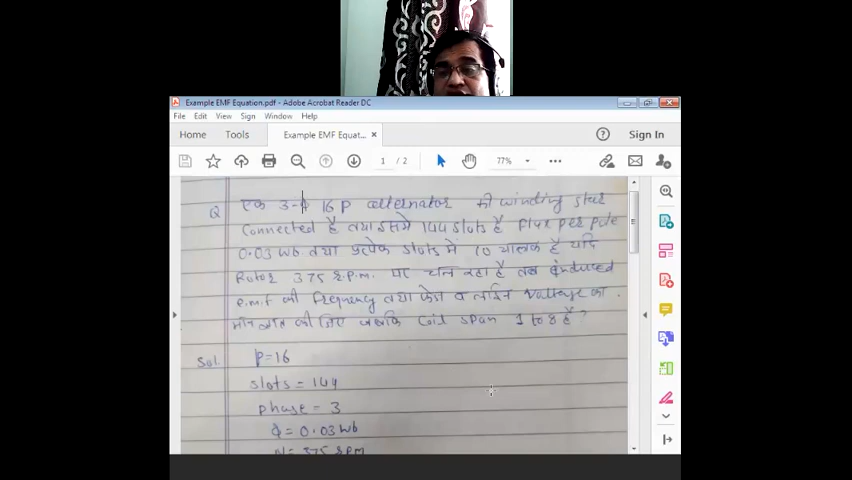 Example EMF Equation.pdf - Adobe Acrobat Reader DC
File Edit View Sign Window Help
Home Tools Example EMF Equat... × Sign In
1 / 2 77%
Q एक 3-ϕ 16 P alternator की winding star
connected है तथा इसमे 144 slots है flux per pole
0.03 Wb तथा प्रत्येक slots में 10 चालक है यदि
Rotor 375 r.p.m. पर चल रहा है तब induced
e.m.f की frequency तथा फेज व लाईन voltage का
मान ज्ञात की जिए जबकि coil span 1 to 8 है ?
Sol. P=16
slots = 144
phase = 3
ϕ = 0.03 Wb
N = 375 rpm